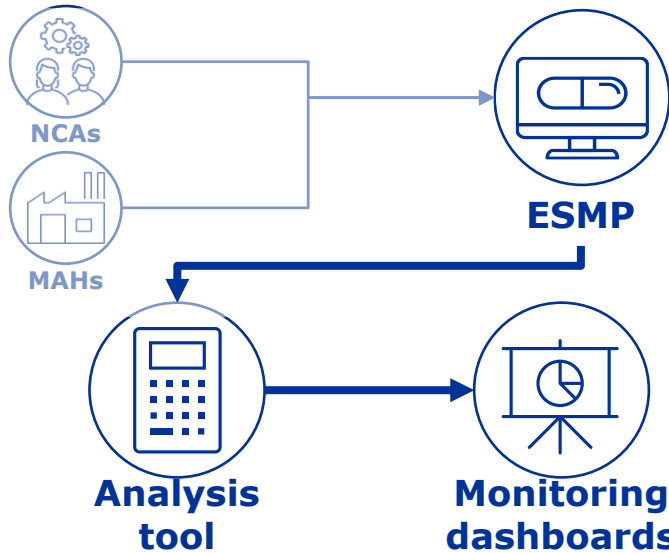 NCAs
MAHs
ESMP
Analysis
tool
Monitoring
dashboards